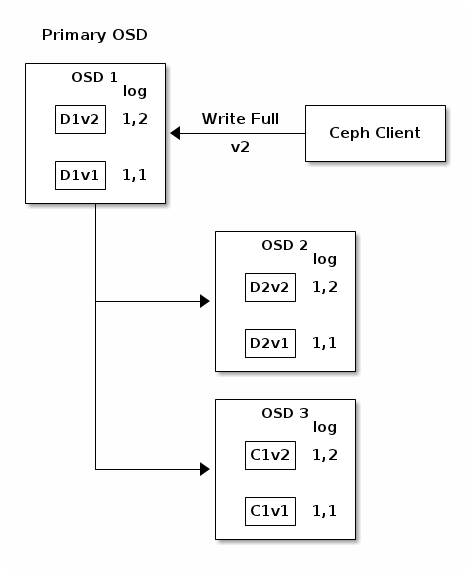 Primary OSD
OSD 1
log
D1v2 1,2
D1v1 1,1
Write Full
v2
Ceph Client
OSD 2
log
D2v2 1,2
D2v1 1,1
OSD 3
log
C1v2 1,2
C1v1 1,1